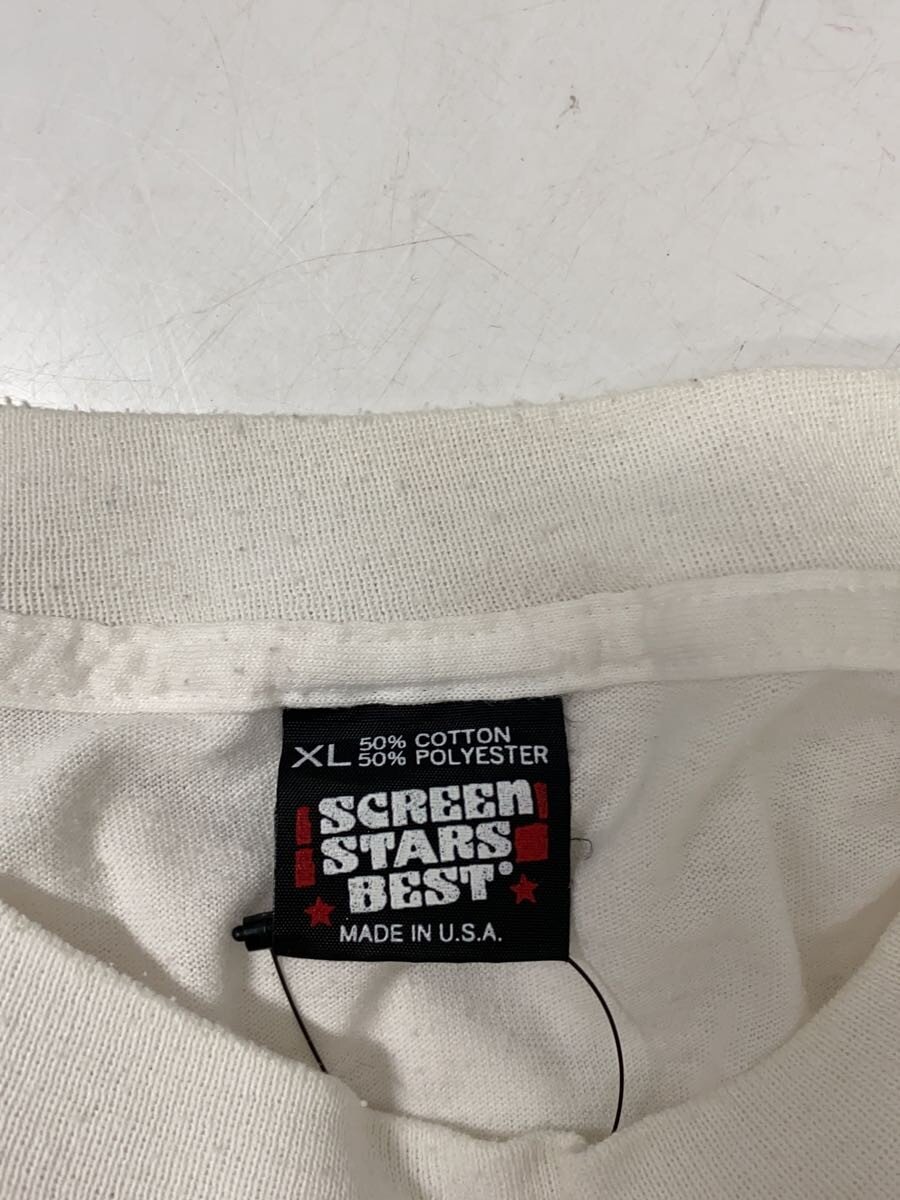 XL 50% COTTON
50% POLYESTER
SCREEN
STARS
BEST
MADE IN U.S.A.